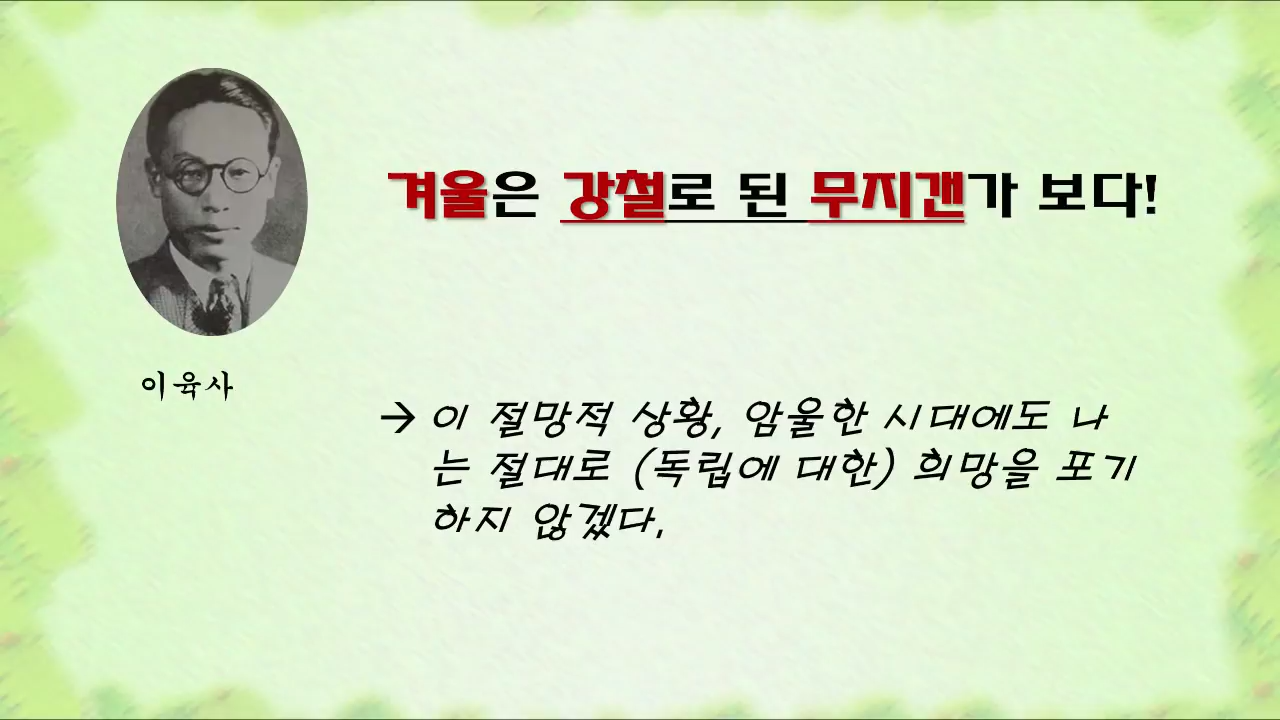 겨울은 강철로 된 무지갠가 보다!
이육사
→ 이 절망적 상황, 암울한 시대에도 나
는 절대로 (독립에 대한) 희망을 포기
하지 않겠다.